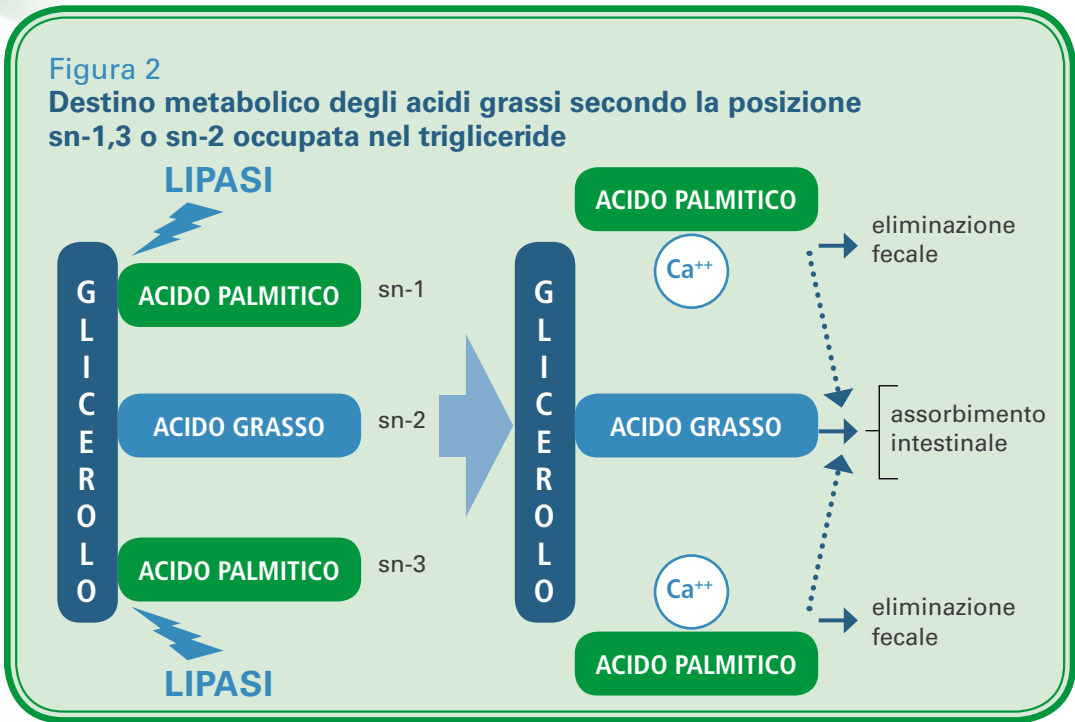 Figura 2
Destino metabolico degli acidi grassi secondo la posizione
sn-1,3 o sn-2 occupata nel trigliceride
LIPASI
GLICEROLO
ACIDO PALMITICO
sn-1
ACIDO GRASSO
sn-2
ACIDO PALMITICO
sn-3
LIPASI
GLICEROLO
ACIDO PALMITICO
Ca++
eliminazione
fecale
ACIDO GRASSO
assorbimento
intestinale
Ca++
ACIDO PALMITICO
eliminazione
fecale